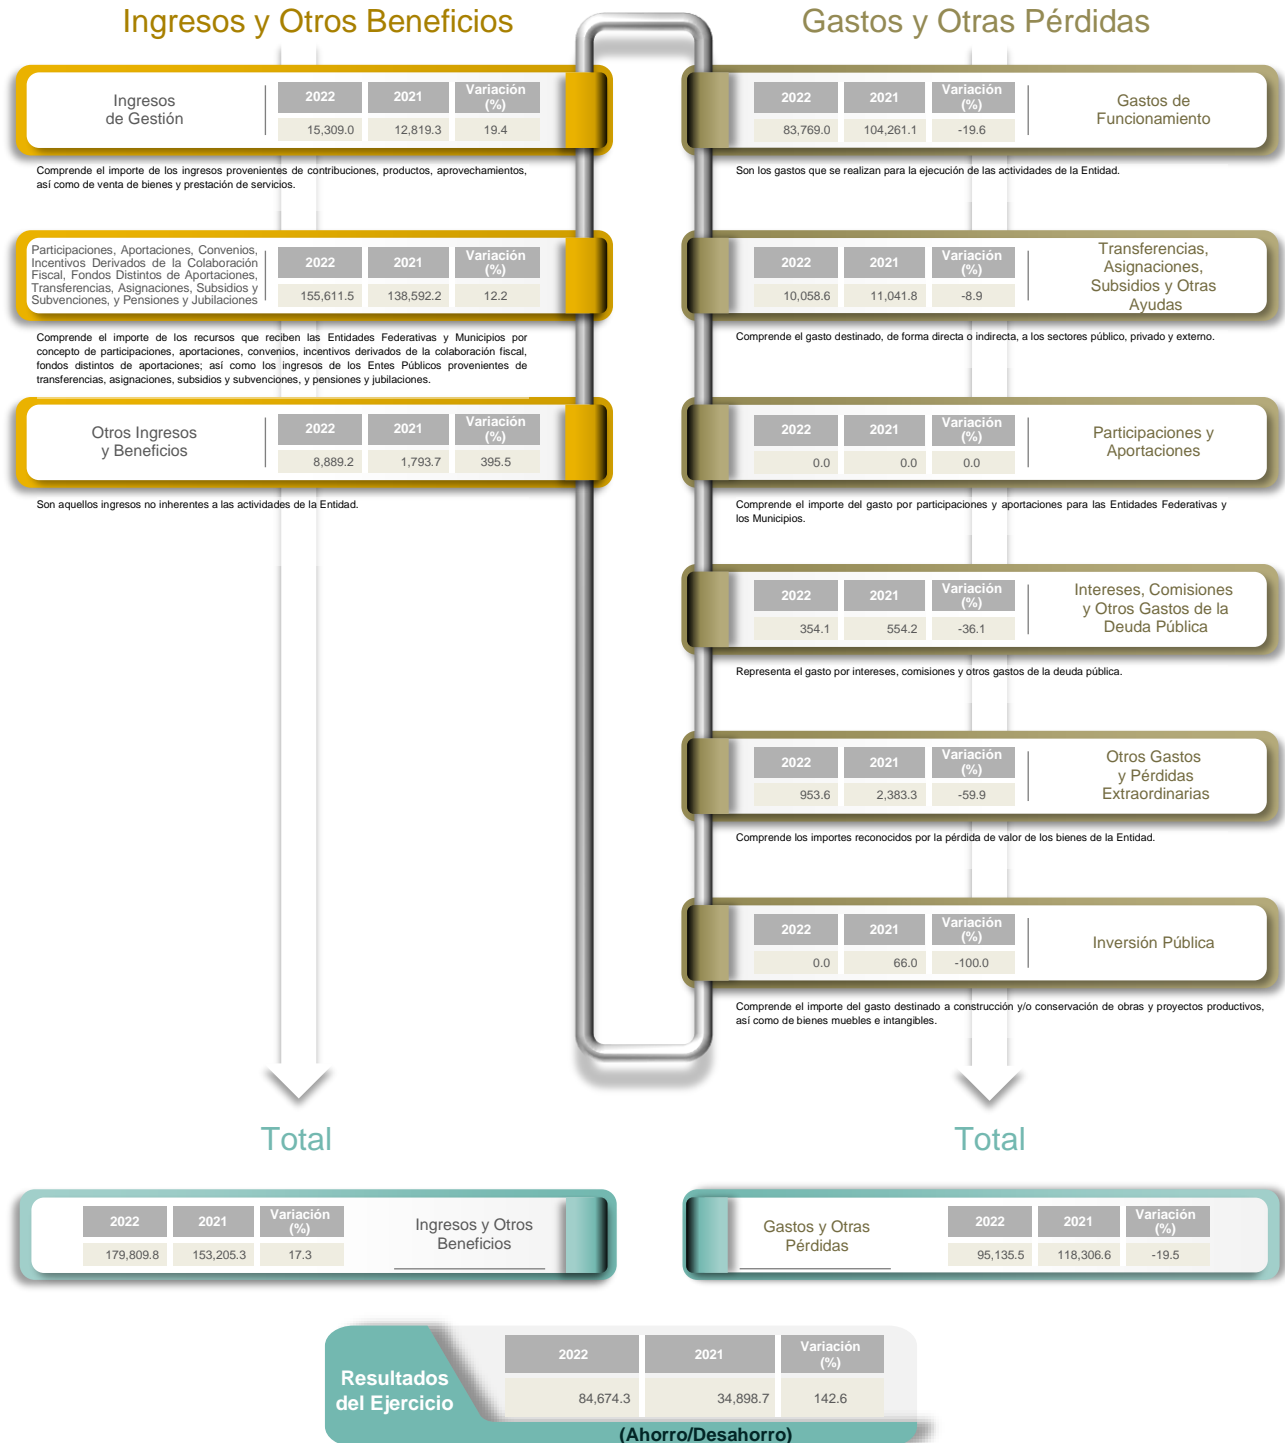 Ingresos y Otros Beneficios
Ingresos
de Gestión
2022 2021 Variación
(%)
15,309.0 12,819.3 19.4
Comprende el importe de los ingresos provenientes de contribuciones, productos, aprovechamientos,
así como de venta de bienes y prestación de servicios.
Participaciones, Aportaciones, Convenios,
Incentivos Derivados de la Colaboración
Fiscal, Fondos Distintos de Aportaciones,
Transferencias, Asignaciones, Subsidios y
Subvenciones, y Pensiones y Jubilaciones
2022 2021 Variación
(%)
155,611.5 138,592.2 12.2
Comprende el importe de los recursos que reciben las Entidades Federativas y Municipios por
concepto de participaciones, aportaciones, convenios, incentivos derivados de la colaboración fiscal,
fondos distintos de aportaciones; así como los ingresos de los Entes Públicos provenientes de
transferencias, asignaciones, subsidios y subvenciones, y pensiones y jubilaciones.
Otros Ingresos
y Beneficios
2022 2021 Variación
(%)
8,889.2 1,793.7 395.5
Son aquellos ingresos no inherentes a las actividades de la Entidad.
Gastos y Otras Pérdidas
2022 2021 Variación
(%)
83,769.0 104,261.1 -19.6
Gastos de
Funcionamiento
Son los gastos que se realizan para la ejecución de las actividades de la Entidad.
2022 2021 Variación
(%)
10,058.6 11,041.8 -8.9
Transferencias,
Asignaciones,
Subsidios y Otras
Ayudas
Comprende el gasto destinado, de forma directa o indirecta, a los sectores público, privado y externo.
2022 2021 Variación
(%)
0.0 0.0 0.0
Participaciones y
Aportaciones
Comprende el importe del gasto por participaciones y aportaciones para las Entidades Federativas y
los Municipios.
2022 2021 Variación
(%)
354.1 554.2 -36.1
Intereses, Comisiones
y Otros Gastos de la
Deuda Pública
Representa el gasto por intereses, comisiones y otros gastos de la deuda pública.
2022 2021 Variación
(%)
953.6 2,383.3 -59.9
Otros Gastos
y Pérdidas
Extraordinarias
Comprende los importes reconocidos por la pérdida de valor de los bienes de la Entidad.
2022 2021 Variación
(%)
0.0 66.0 -100.0
Inversión Pública
Comprende el importe del gasto destinado a construcción y/o conservación de obras y proyectos productivos,
así como de bienes muebles e intangibles.
Total
2022 2021 Variación
(%)
179,809.8 153,205.3 17.3
Ingresos y Otros
Beneficios
Total
Gastos y Otras
Pérdidas
2022 2021 Variación
(%)
95,135.5 118,306.6 -19.5
Resultados
del Ejercicio
2022 2021 Variación
(%)
84,674.3 34,898.7 142.6
(Ahorro/Desahorro)